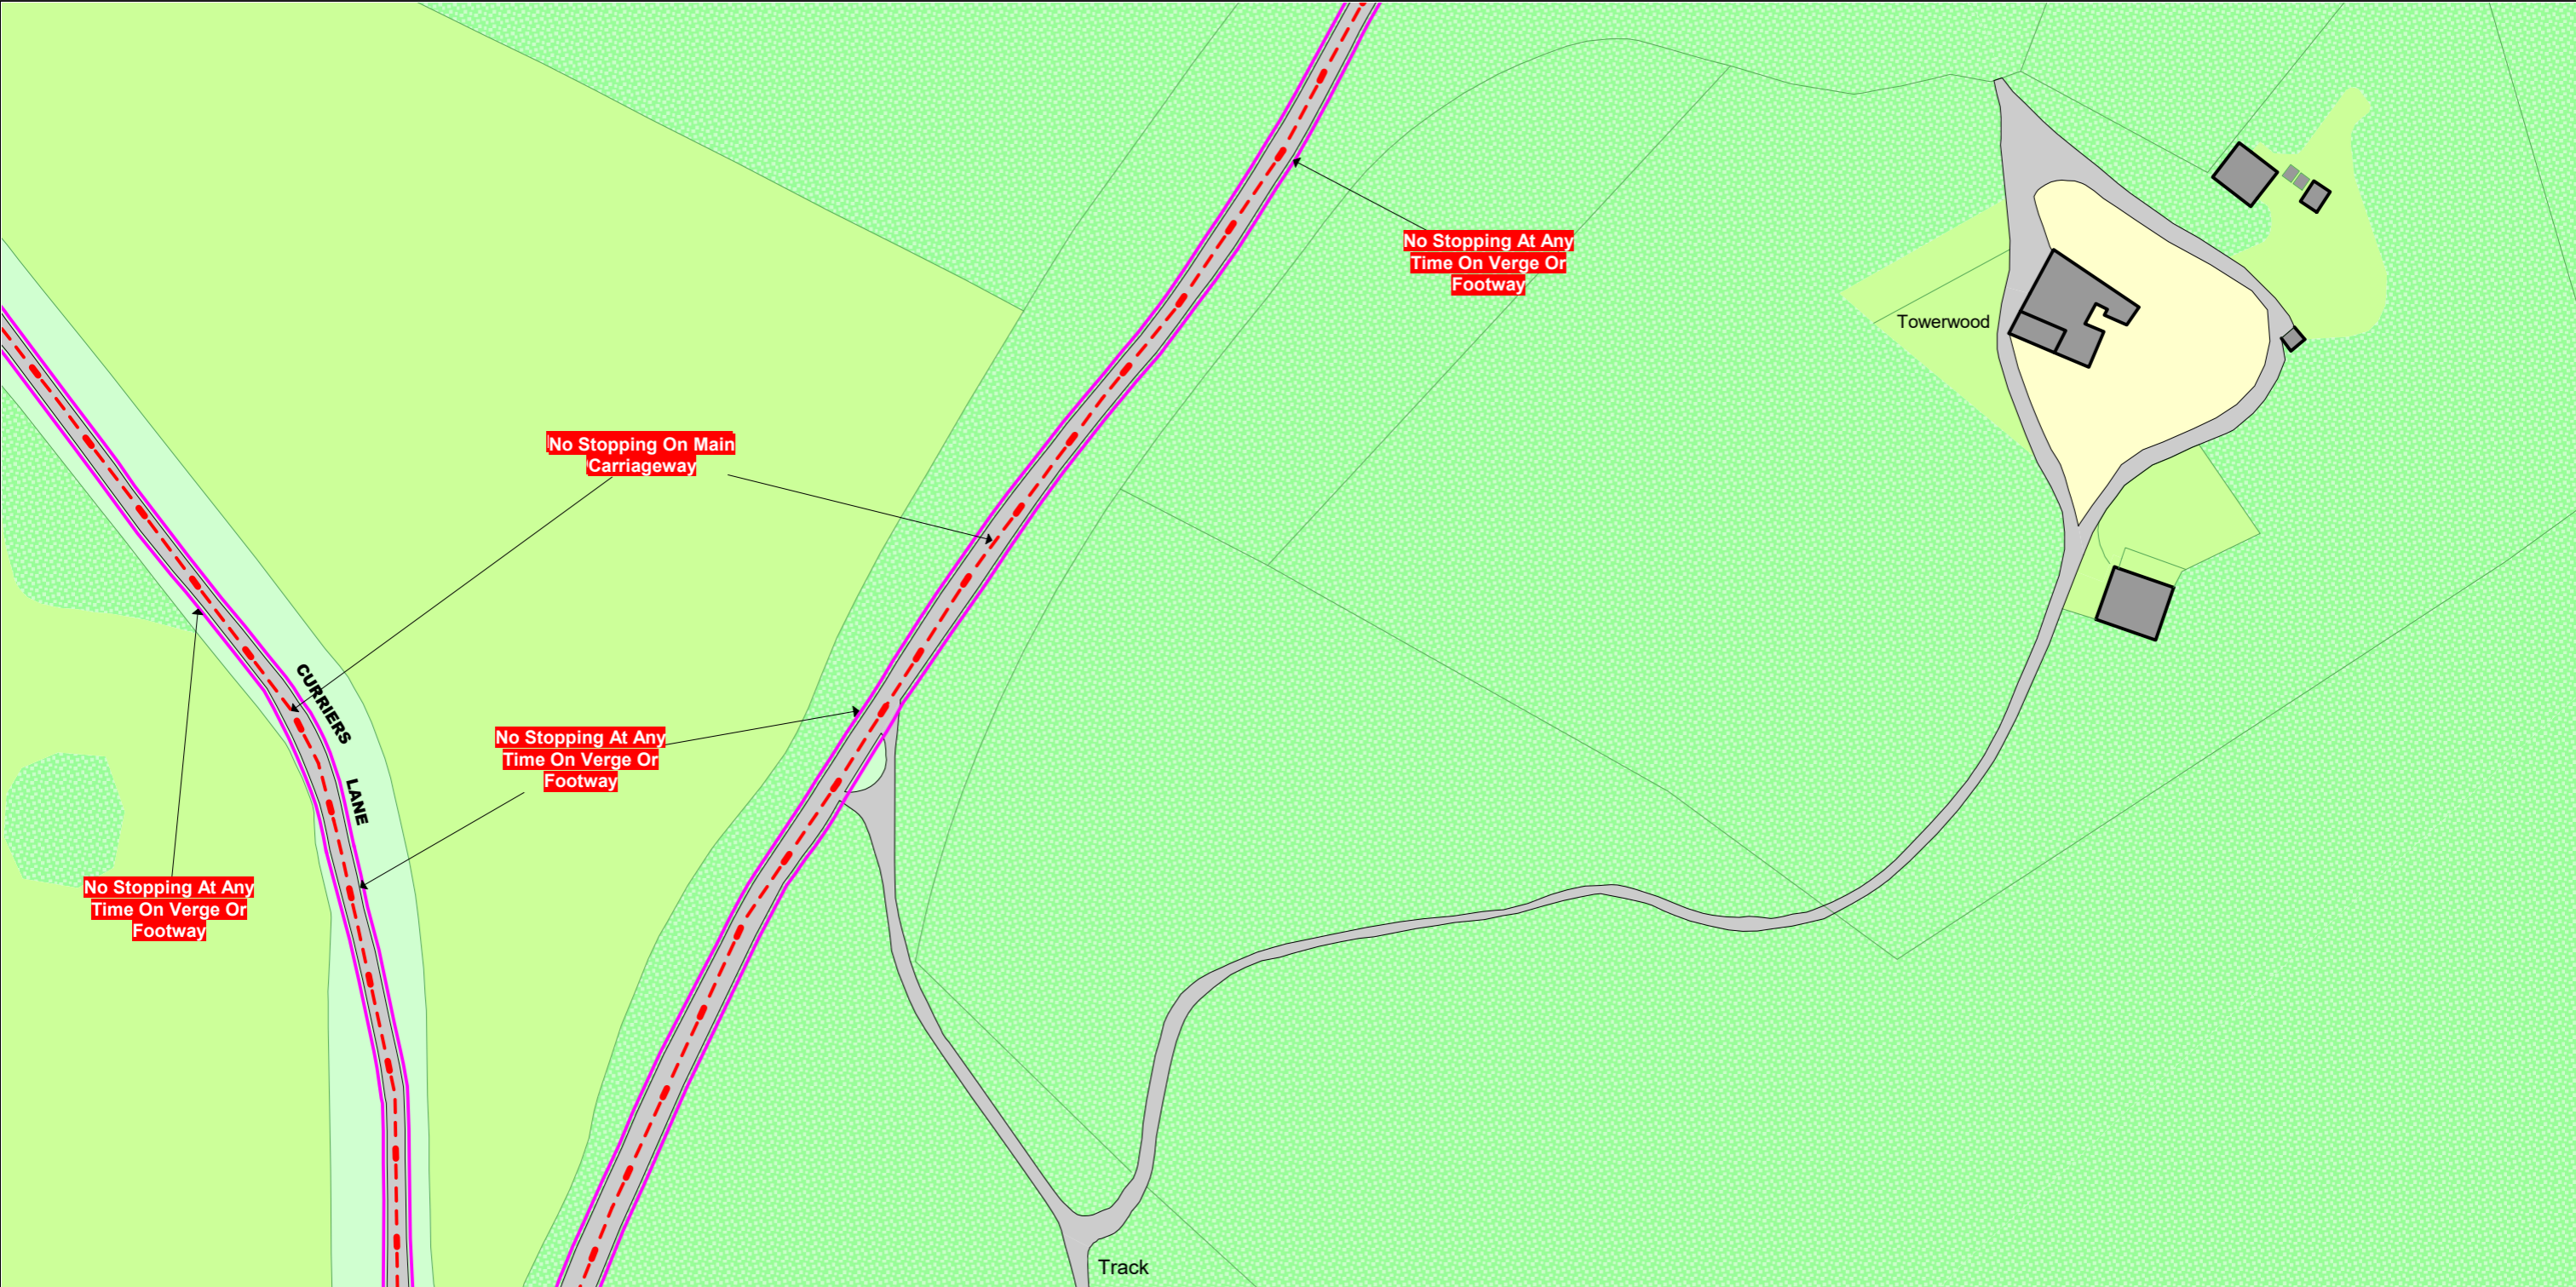 No Stopping At Any
Time On Verge Or
Footway
Towerwood
No Stopping On Main
Carriageway
CURRIERS LANE
No Stopping At Any
Time On Verge Or
Footway
No Stopping At Any
Time On Verge Or
Footway
Track